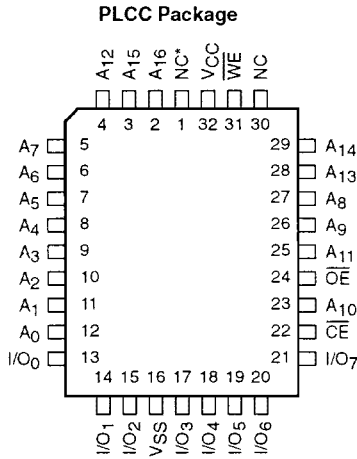 PLCC Package
A12 A15 A16 NC* VCC WE NC
4 3 2 1 32 31 30
A7 5 29 A14
A6 6 28 A13
A5 7 27 A8
A4 8 26 A9
A3 9 25 A11
A2 10 24 OE
A1 11 23 A10
A0 12 22 CE
I/O0 13 21 I/O7
14 15 16 17 18 19 20
I/O1 I/O2 VSS I/O3 I/O4 I/O5 I/O6